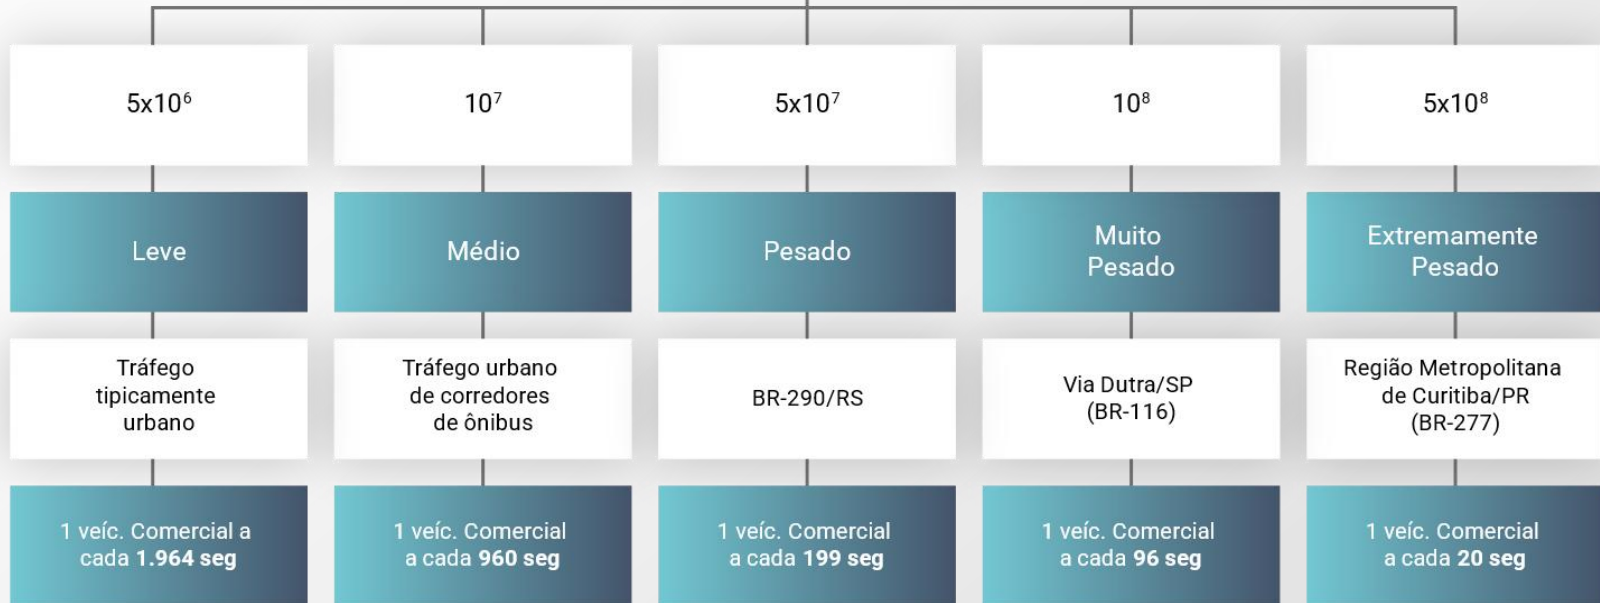 5x10⁶
10⁷
5x10⁷
10⁸
5x10⁸
Leve
Médio
Pesado
Muito
Pesado
Extremamente
Pesado
Tráfego
tipicamente
urbano
Tráfego urbano
de corredores
de ônibus
BR-290/RS
Via Dutra/SP
(BR-116)
Região Metropolitana
de Curitiba/PR
(BR-277)
1 veíc. Comercial a
cada 1.964 seg
1 veíc. Comercial
a cada 960 seg
1 veíc. Comercial
a cada 199 seg
1 veíc. Comercial
a cada 96 seg
1 veíc. Comercial
a cada 20 seg